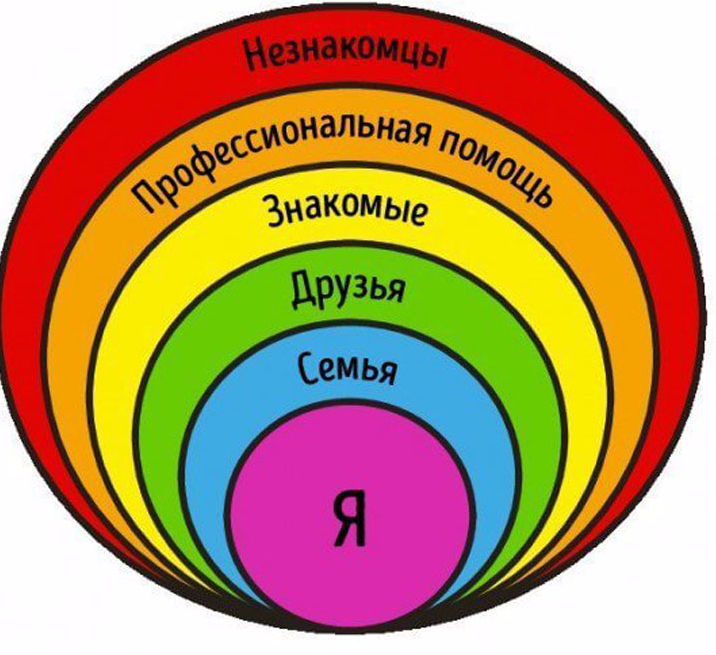 Незнакомцы
Профессиональная помощь
Знакомые
Друзья
Семья
Я